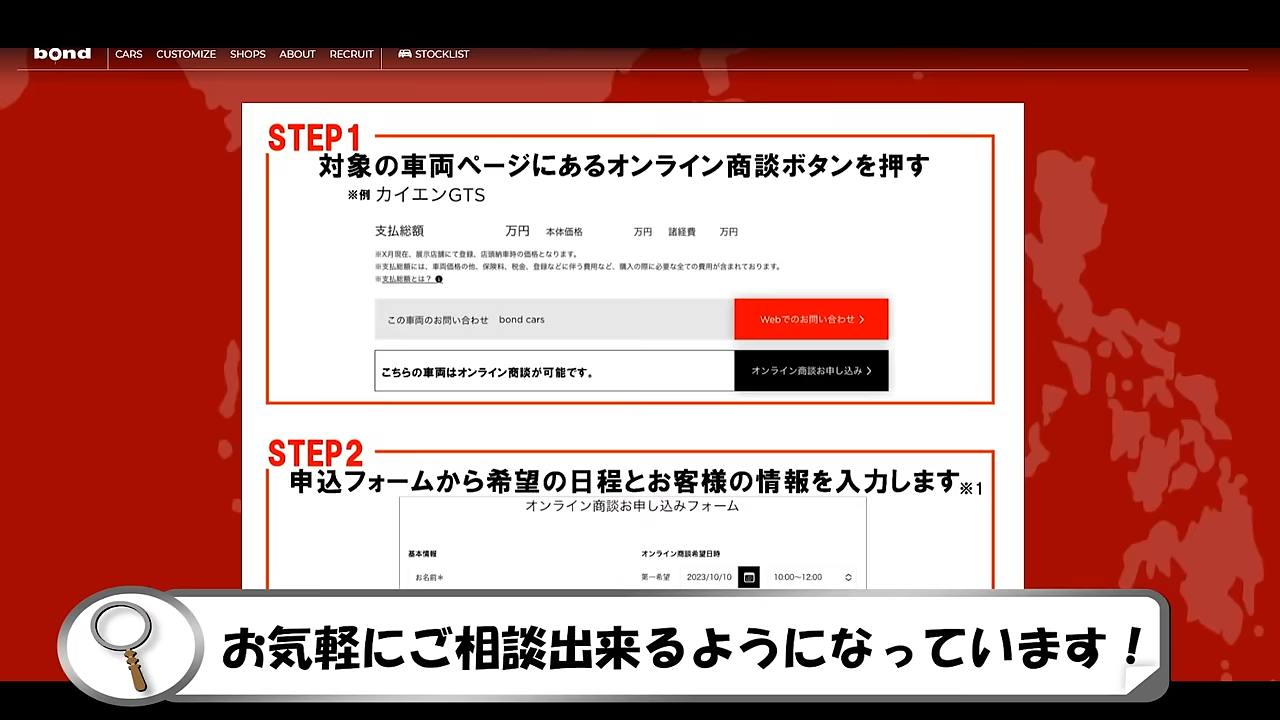 bond
CARS CUSTOMIZE SHOPS ABOUT RECRUIT STOCKLIST
STEP1
対象の車両ページにあるオンライン商談ボタンを押す
※例 カイエンGTS
支払総額 万円 本体価格 万円 諸経費 万円
※X月現在、展示店舗にて登録、店頭納車時の価格となります。
※支払総額には、車両価格の他、保険料、税金、登録などに伴う費用など、購入の際に必要な全ての費用が含まれております。
※支払総額とは？
この車両のお問い合わせ bond cars Webでのお問い合わせ
こちらの車両はオンライン商談が可能です。 オンライン商談お申し込み
STEP2
申込フォームから希望の日程とお客様の情報を入力します※1
オンライン商談お申し込みフォーム
基本情報 オンライン商談希望日時
お名前＊ 第一希望 2023/10/10 10:00〜12:00
お気軽にご相談出来るようになっています！